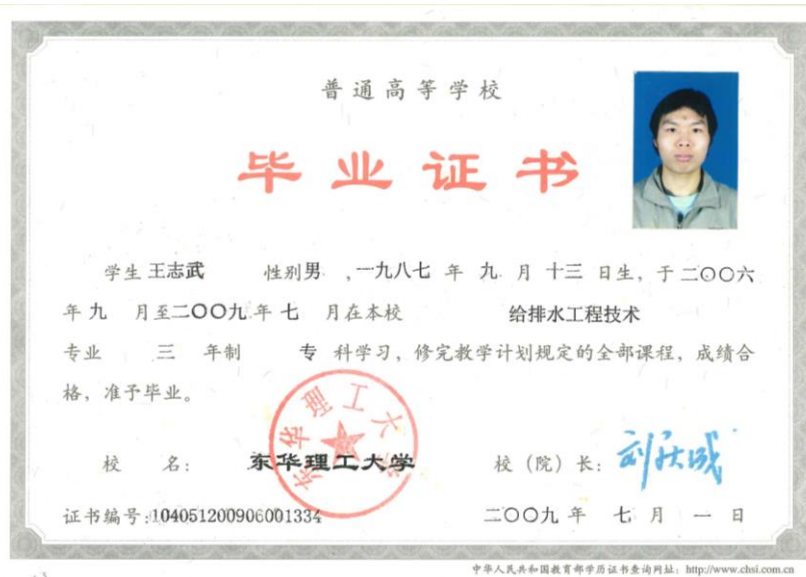 普通高等学校
毕业证书
学生 王志武 性别 男 ,一九八七 年 九 月 十三 日生，于 二〇〇六
年 九 月至 二〇〇九 年 七 月在本校 给排水工程技术
专业 三 年制 专 科学习，修完教学计划规定的全部课程，成绩合
格，准予毕业。
东华理工大学
校 名： 东华理工大学 校（院）长：
证书编号:104051200906001334 二〇〇九 年 七 月 一 日
中华人民共和国教育部学历证书查询网址：http://www.chsi.com.cn